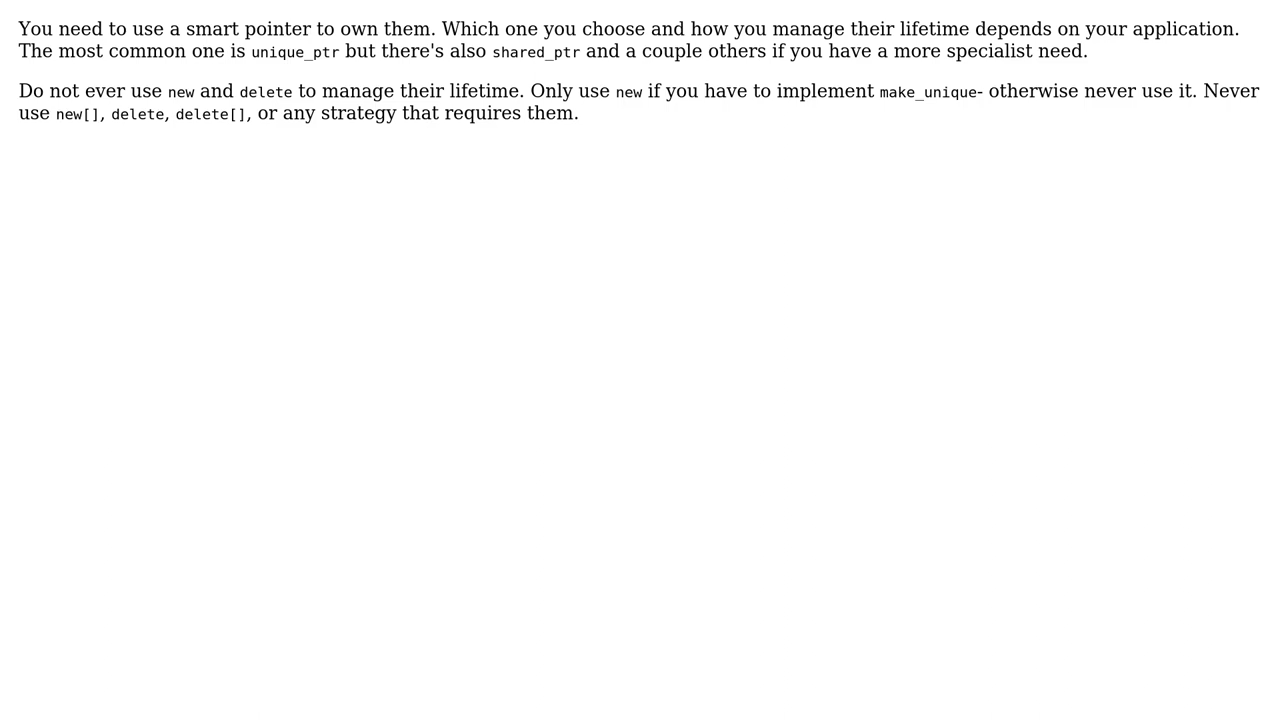 You need to use a smart pointer to own them. Which one you choose and how you manage their lifetime depends on your application.
The most common one is unique_ptr but there's also shared_ptr and a couple others if you have a more specialist need.
Do not ever use new and delete to manage their lifetime. Only use new if you have to implement make_unique- otherwise never use it. Never
use new[], delete, delete[], or any strategy that requires them.